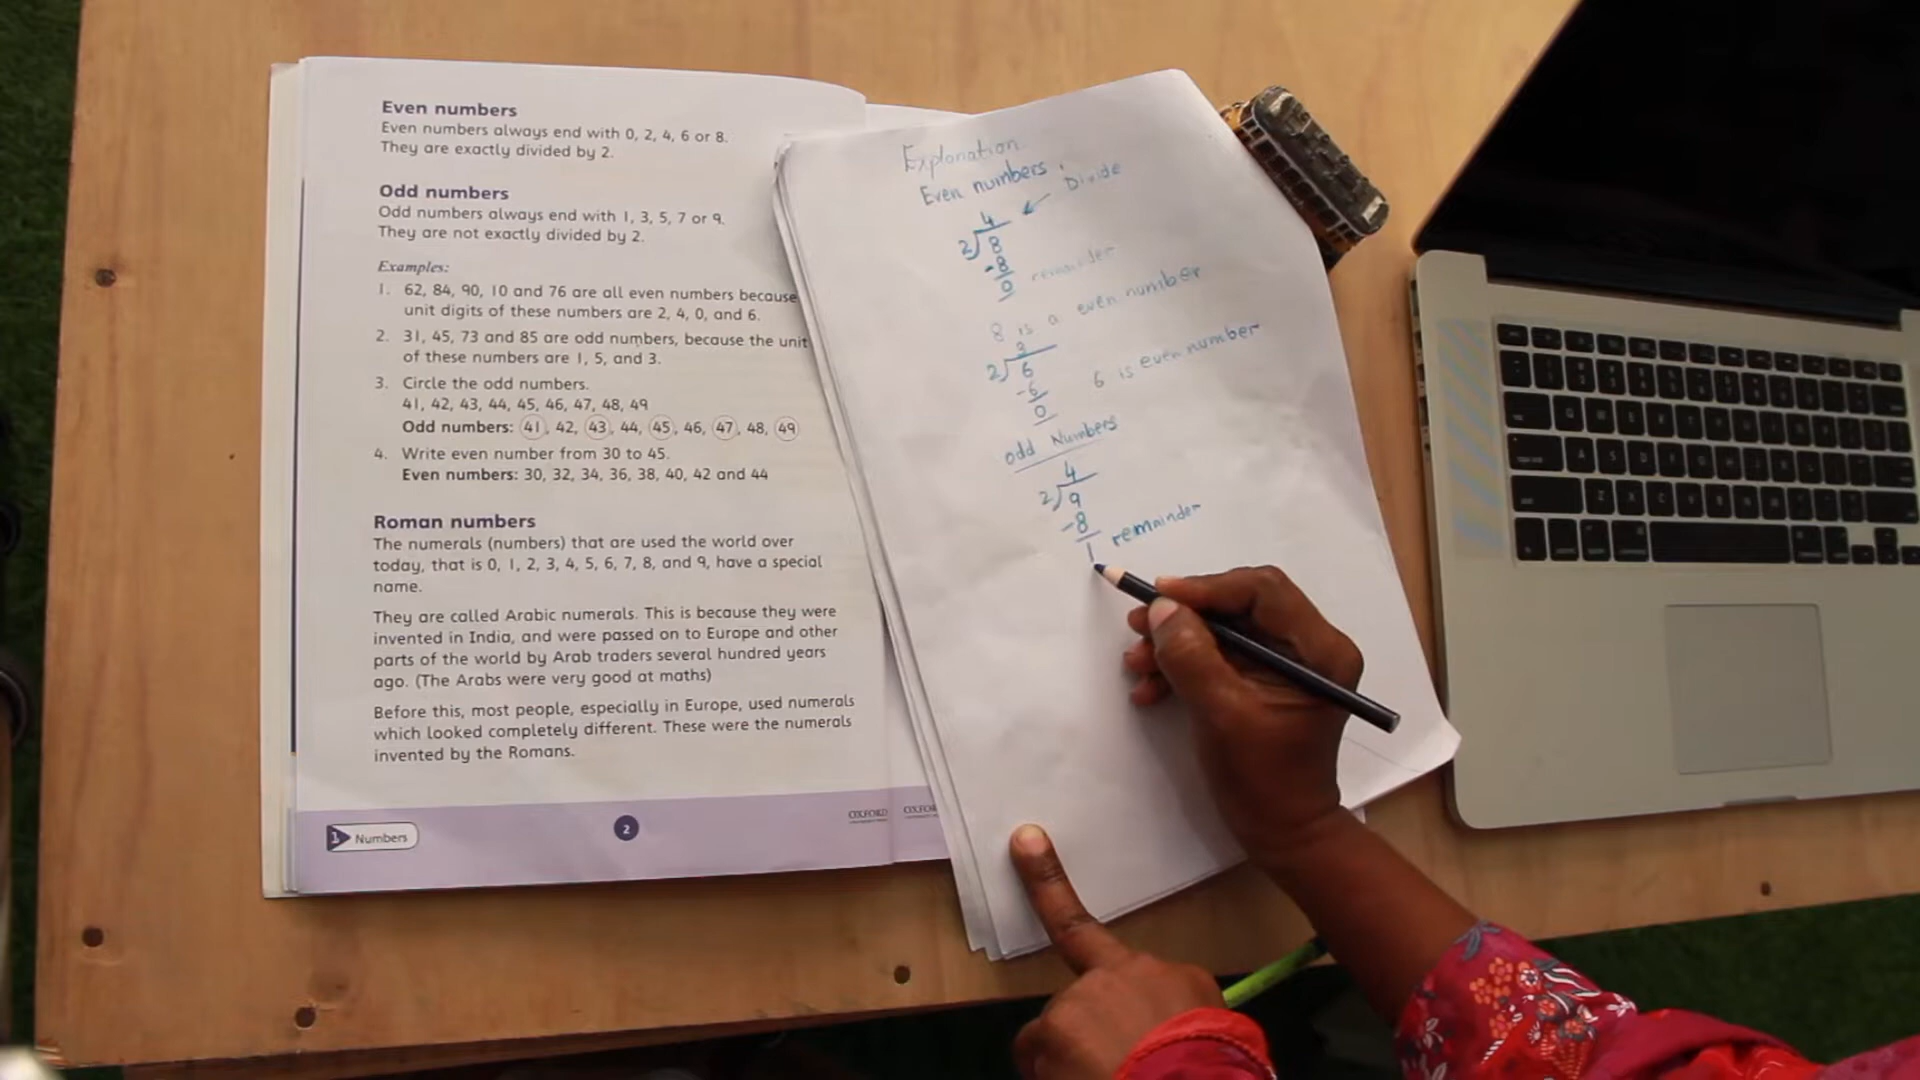 Even numbers
Even numbers always end with 0, 2, 4, 6 or 8.
They are exactly divided by 2.
Odd numbers
Odd numbers always end with 1, 3, 5, 7 or 9.
They are not exactly divided by 2.
Examples:
1. 62, 84, 90, 10 and 76 are all even numbers because
unit digits of these numbers are 2, 4, 0, and 6.
2. 31, 45, 73 and 85 are odd numbers, because the unit
of these numbers are 1, 5, and 3.
3. Circle the odd numbers.
41, 42, 43, 44, 45, 46, 47, 48, 49
Odd numbers: 41, 42, 43, 44, 45, 46, 47, 48, 49
4. Write even number from 30 to 45.
Even numbers: 30, 32, 34, 36, 38, 40, 42 and 44
Roman numbers
The numerals (numbers) that are used the world over
today, that is 0, 1, 2, 3, 4, 5, 6, 7, 8, and 9, have a special
name.
They are called Arabic numerals. This is because they were
invented in India, and were passed on to Europe and other
parts of the world by Arab traders several hundred years
ago. (The Arabs were very good at maths)
Before this, most people, especially in Europe, used numerals
which looked completely different. These were the numerals
invented by the Romans.
1 Numbers
2
OXFORD
Explanation
Even numbers
Divide
4
2 8
-8
0 remainder
8 is a even number
3
2 6
-6
0
6 is even number
odd Numbers
4
2 9
-8
1 remainder